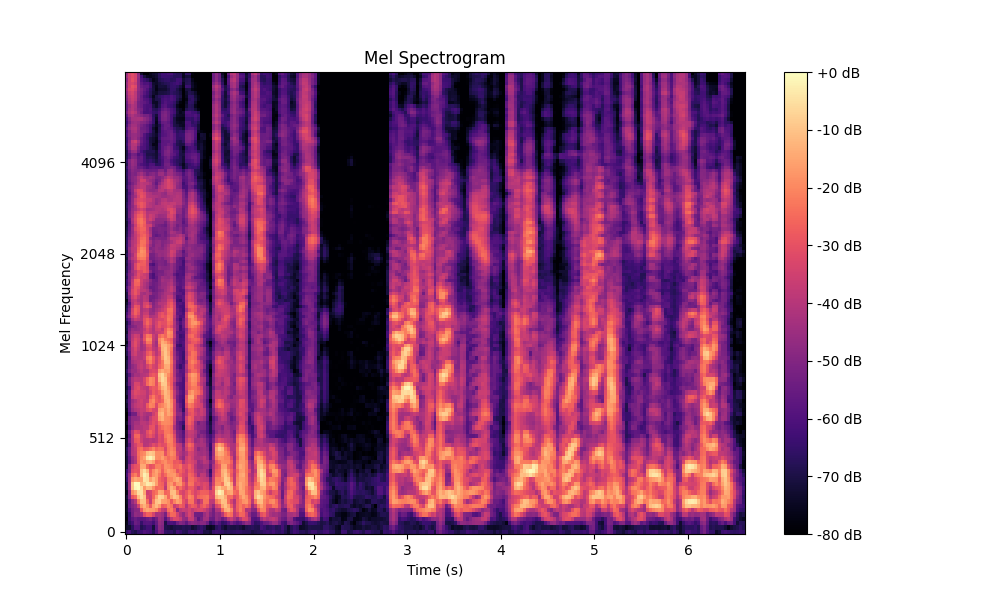 Mel Spectrogram
Mel Frequency
4096
2048
1024
512
0
0 1 2 3 4 5 6
Time (s)
+0 dB
-10 dB
-20 dB
-30 dB
-40 dB
-50 dB
-60 dB
-70 dB
-80 dB